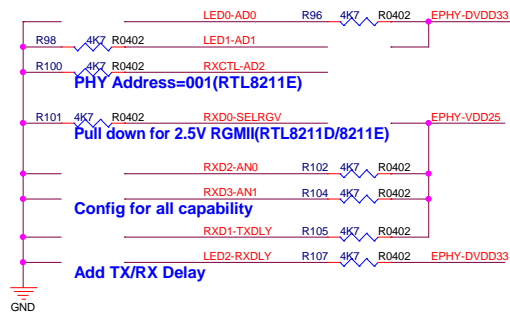 LED0-AD0 R96 4K7 R0402 EPHY-DVDD33
R98 4K7 R0402 LED1-AD1
R100 4K7 R0402 RXCTL-AD2
PHY Address=001(RTL8211E)
R101 4K7 R0402 RXD0-SELRGV EPHY-VDD25
Pull down for 2.5V RGMII(RTL8211D/8211E)
RXD2-AN0 R102 4K7 R0402
RXD3-AN1 R104 4K7 R0402
Config for all capability
RXD1-TXDLY R105 4K7 R0402
LED2-RXDLY R107 4K7 R0402 EPHY-DVDD33
Add TX/RX Delay
GND